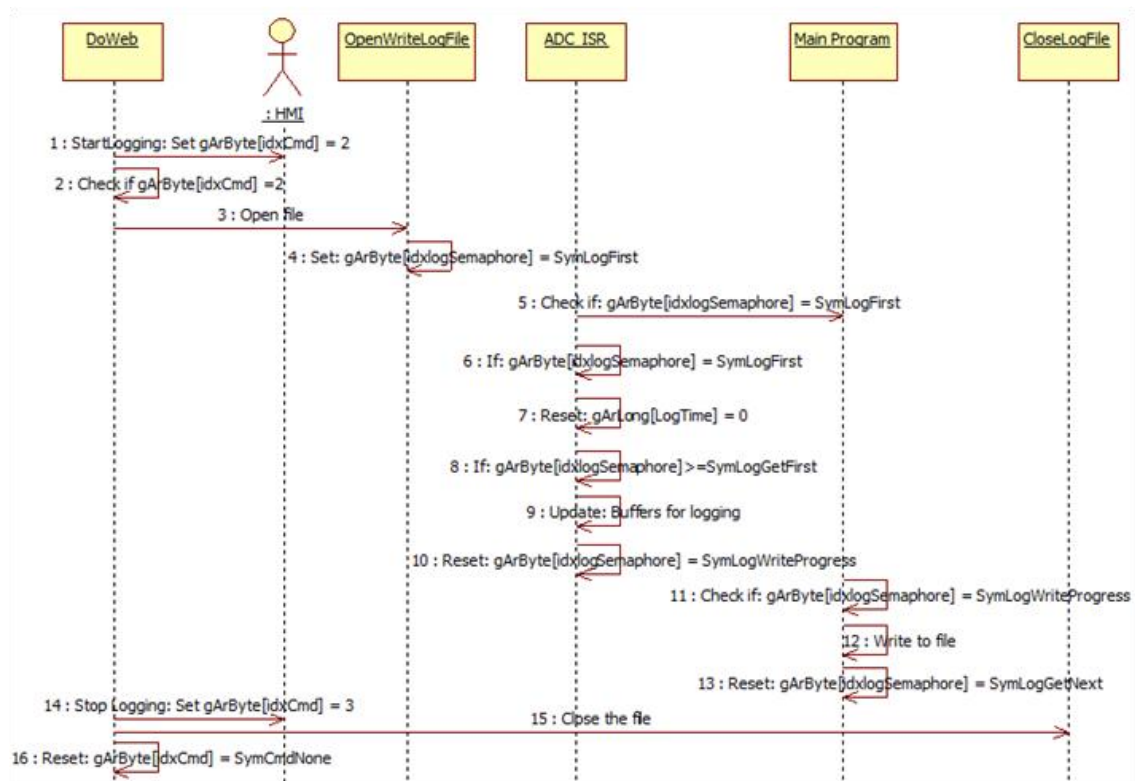 DoWeb
: HMI
OpenWriteLogFile
ADC ISR
Main Program
CloseLogFile
1 : StartLogging: Set gArByte[idxCmd] = 2
2 : Check if gArByte[idxCmd] =2
3 : Open file
4 : Set: gArByte[idxlogSemaphore] = SymLogFirst
5 : Check if: gArByte[idxlogSemaphore] = SymLogFirst
6 : If: gArByte[idxlogSemaphore] = SymLogFirst
7 : Reset: gArLong[LogTime] = 0
8 : If: gArByte[idxlogSemaphore]>=SymLogGetFirst
9 : Update: Buffers for logging
10 : Reset: gArByte[idxlogSemaphore] = SymLogWriteProgress
11 : Check if: gArByte[idxlogSemaphore] = SymLogWriteProgress
12 : Write to file
13 : Reset: gArByte[idxlogSemaphore] = SymLogGetNext
14 : Stop Logging: Set gArByte[idxCmd] = 3
15 : Close the file
16 : Reset: gArByte[idxCmd] = SymCmdNone